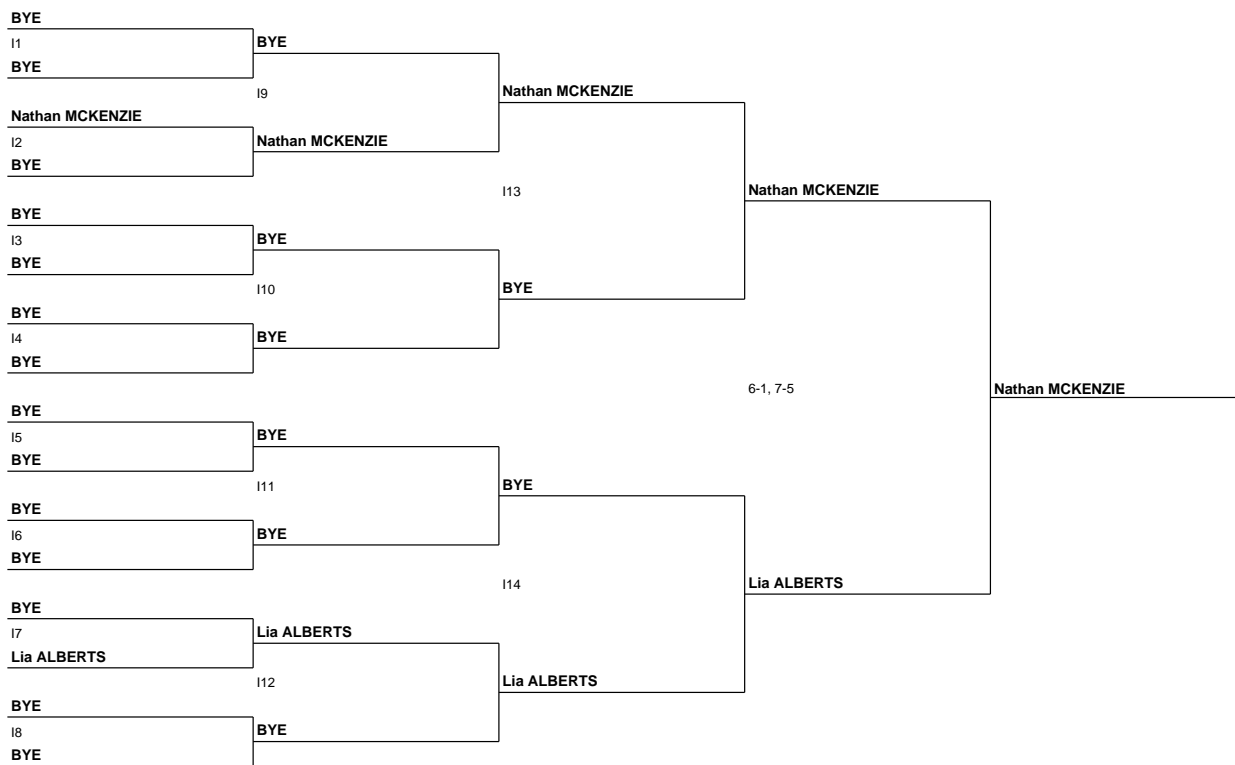 BYE
I1
BYE
BYE
I9
Nathan MCKENZIE
Nathan MCKENZIE
I2
Nathan MCKENZIE
BYE
I13
Nathan MCKENZIE
BYE
I3
BYE
BYE
I10
BYE
BYE
I4
BYE
BYE
6-1, 7-5
Nathan MCKENZIE
BYE
I5
BYE
BYE
I11
BYE
BYE
I6
BYE
BYE
I14
Lia ALBERTS
BYE
I7
Lia ALBERTS
Lia ALBERTS
I12
Lia ALBERTS
BYE
I8
BYE
BYE